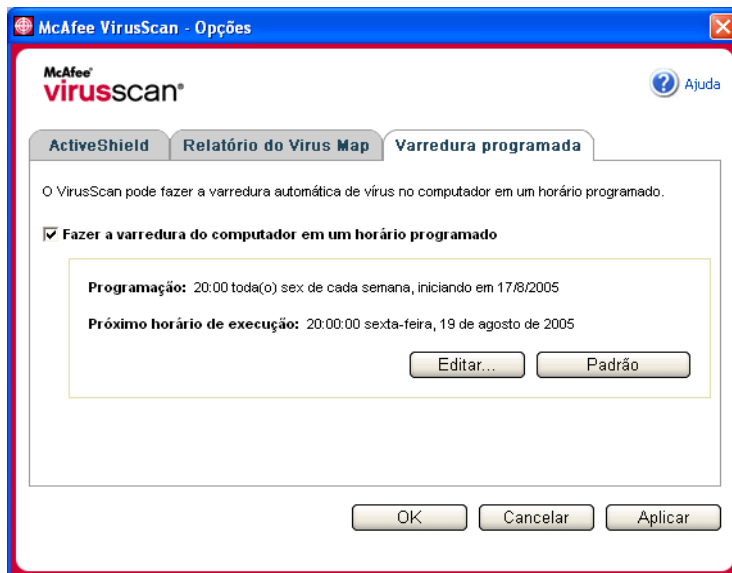 McAfee VirusScan - Opções
McAfee®
virusscan®
Ajuda
ActiveShield
Relatório do Virus Map
Varredura programada
O VirusScan pode fazer a varredura automática de vírus no computador em um horário programado.
Fazer a varredura do computador em um horário programado
Programação: 20:00 toda(o) sex de cada semana, iniciando em 17/8/2005
Próximo horário de execução: 20:00:00 sexta-feira, 19 de agosto de 2005
Editar...
Padrão
OK
Cancelar
Aplicar